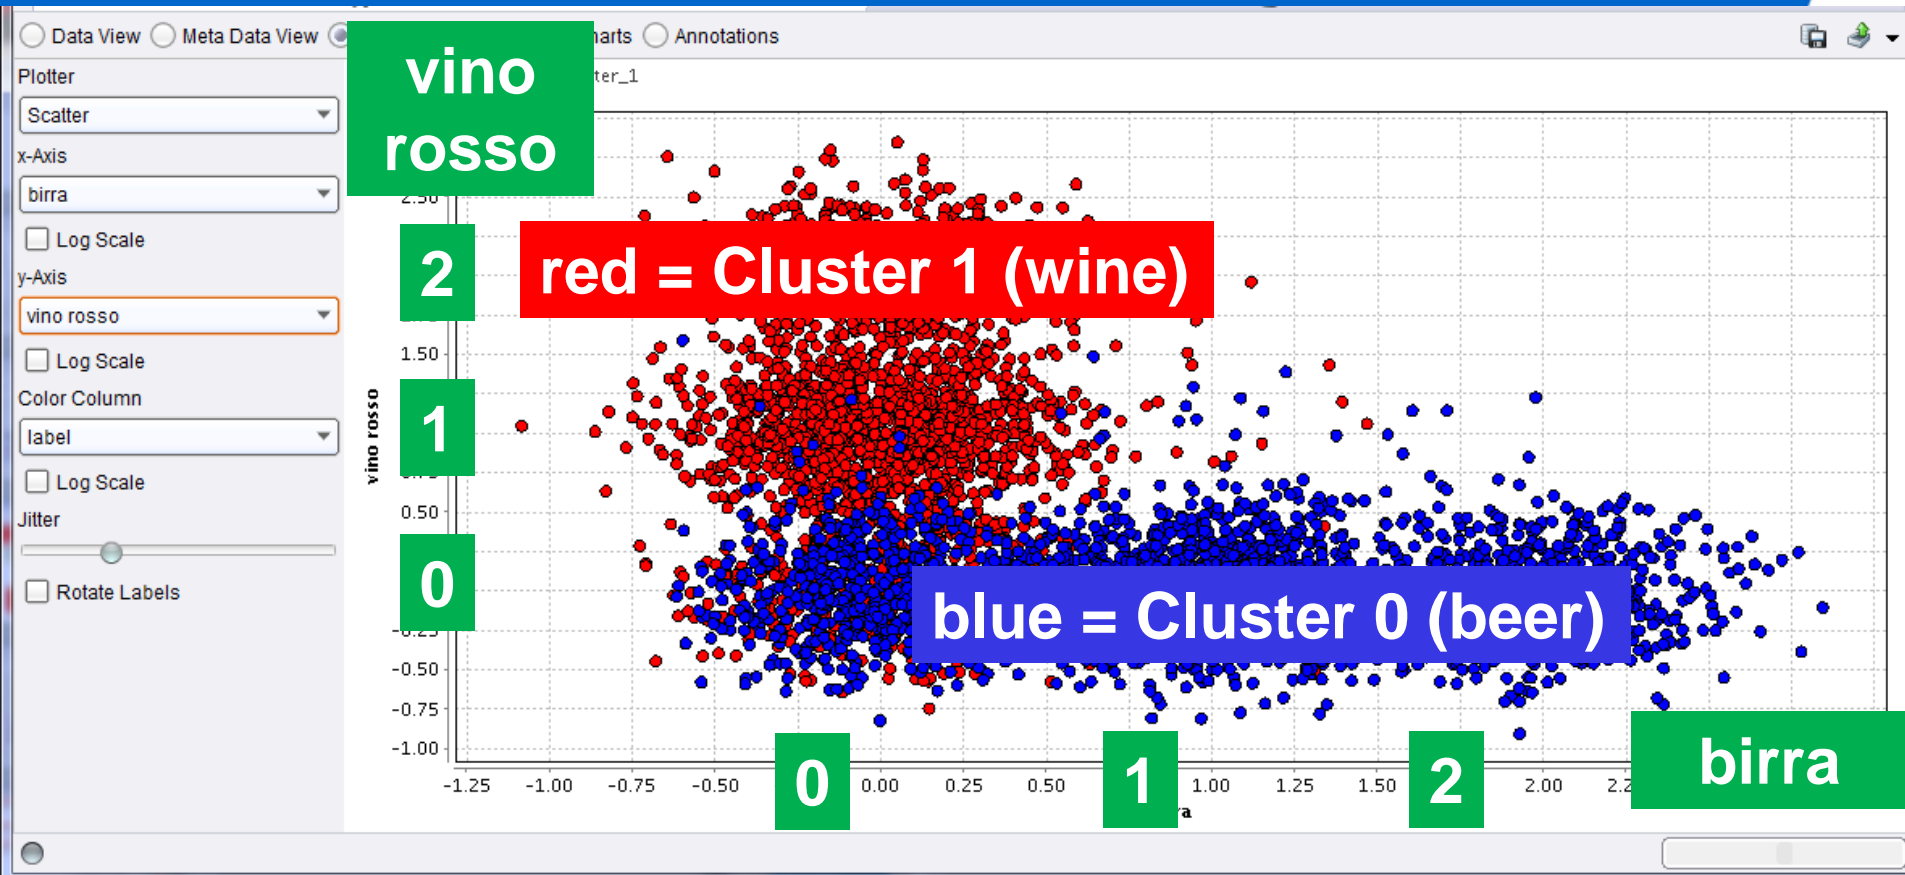 Data View Meta Data View arts Annotations
Plotter
Scatter
x-Axis
birra
Log Scale
y-Axis
vino rosso
Log Scale
Color Column
label
Log Scale
Jitter
Rotate Labels
vino
rosso
ter_1
2.50
2
red = Cluster 1 (wine)
1.50
vino rosso
1
0.50
0
blue = Cluster 0 (beer)
-0.50
-0.75
-1.00
-1.25 -1.00 -0.75 -0.50 0 0.00 0.25 0.50 1 1.00 1.25 1.50 2 2.00 2.2
birra